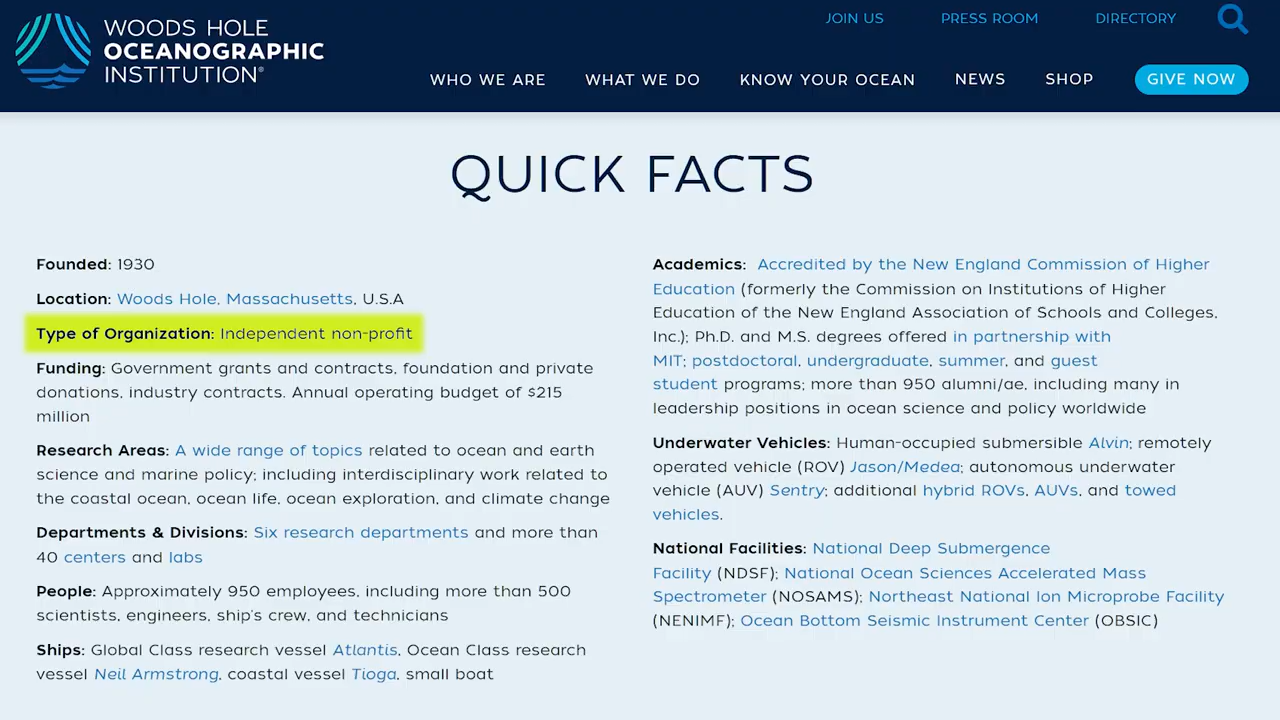 WOODS HOLE
OCEANOGRAPHIC
INSTITUTION®
JOIN US
PRESS ROOM
DIRECTORY
WHO WE ARE
WHAT WE DO
KNOW YOUR OCEAN
NEWS
SHOP
GIVE NOW
QUICK FACTS
Founded: 1930
Location: Woods Hole, Massachusetts, U.S.A
Type of Organization: Independent non-profit
Funding: Government grants and contracts, foundation and private
donations, industry contracts. Annual operating budget of $215
million
Research Areas: A wide range of topics related to ocean and earth
science and marine policy; including interdisciplinary work related to
the coastal ocean, ocean life, ocean exploration, and climate change
Departments & Divisions: Six research departments and more than
40 centers and labs
People: Approximately 950 employees, including more than 500
scientists, engineers, ship's crew, and technicians
Ships: Global Class research vessel Atlantis, Ocean Class research
vessel Neil Armstrong, coastal vessel Tioga, small boat
Academics: Accredited by the New England Commission of Higher
Education (formerly the Commission on Institutions of Higher
Education of the New England Association of Schools and Colleges,
Inc.); Ph.D. and M.S. degrees offered in partnership with
MIT; postdoctoral, undergraduate, summer, and guest
student programs; more than 950 alumni/ae, including many in
leadership positions in ocean science and policy worldwide
Underwater Vehicles: Human-occupied submersible Alvin; remotely
operated vehicle (ROV) Jason/Medea; autonomous underwater
vehicle (AUV) Sentry; additional hybrid ROVs, AUVs, and towed
vehicles.
National Facilities: National Deep Submergence
Facility (NDSF); National Ocean Sciences Accelerated Mass
Spectrometer (NOSAMS); Northeast National Ion Microprobe Facility
(NENIMF); Ocean Bottom Seismic Instrument Center (OBSIC)